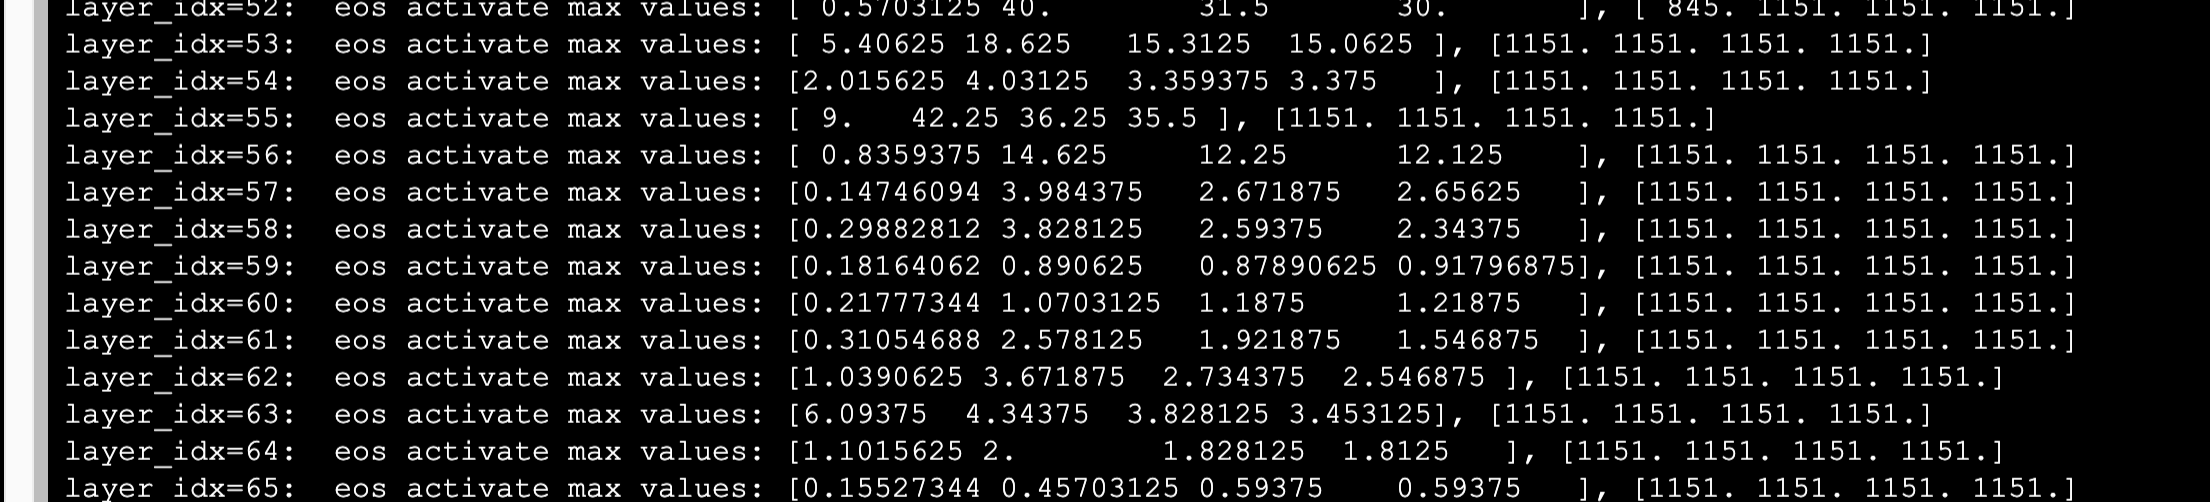 layer_idx=52:  eos activate max values: [ 0.5703125 40.        31.5       30.       ], [ 845. 1151. 1151. 1151.]
layer_idx=53:  eos activate max values: [ 5.40625 18.625   15.3125  15.0625 ], [1151. 1151. 1151. 1151.]
layer_idx=54:  eos activate max values: [2.015625 4.03125  3.359375 3.375   ], [1151. 1151. 1151. 1151.]
layer_idx=55:  eos activate max values: [ 9.   42.25 36.25 35.5 ], [1151. 1151. 1151. 1151.]
layer_idx=56:  eos activate max values: [ 0.8359375 14.625     12.25      12.125    ], [1151. 1151. 1151. 1151.]
layer_idx=57:  eos activate max values: [0.14746094 3.984375   2.671875   2.65625   ], [1151. 1151. 1151. 1151.]
layer_idx=58:  eos activate max values: [0.29882812 3.828125   2.59375    2.34375   ], [1151. 1151. 1151. 1151.]
layer_idx=59:  eos activate max values: [0.18164062 0.890625   0.87890625 0.91796875], [1151. 1151. 1151. 1151.]
layer_idx=60:  eos activate max values: [0.21777344 1.0703125  1.1875     1.21875   ], [1151. 1151. 1151. 1151.]
layer_idx=61:  eos activate max values: [0.31054688 2.578125   1.921875   1.546875  ], [1151. 1151. 1151. 1151.]
layer_idx=62:  eos activate max values: [1.0390625 3.671875  2.734375  2.546875 ], [1151. 1151. 1151. 1151.]
layer_idx=63:  eos activate max values: [6.09375  4.34375  3.828125 3.453125], [1151. 1151. 1151. 1151.]
layer_idx=64:  eos activate max values: [1.1015625 2.        1.828125  1.8125   ], [1151. 1151. 1151. 1151.]
layer_idx=65:  eos activate max values: [0.15527344 0.45703125 0.59375    0.59375   ], [1151. 1151. 1151. 1151.]